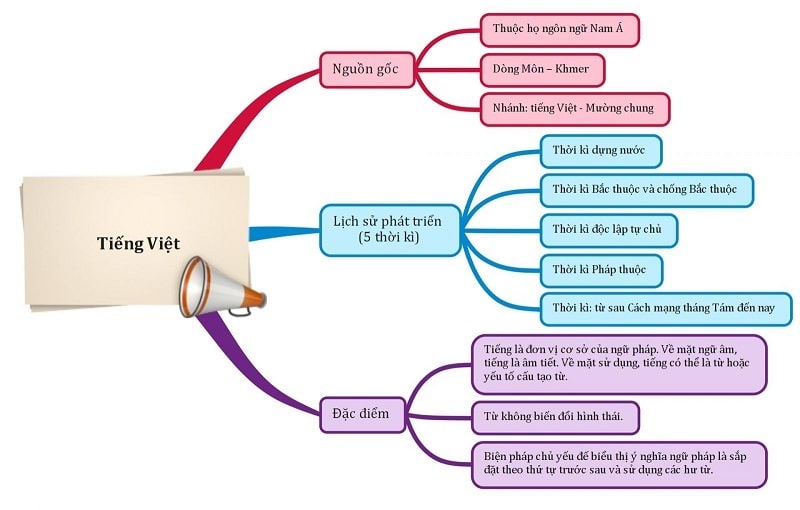 Tiếng Việt
Nguồn gốc
Thuộc họ ngôn ngữ Nam Á
Dòng Môn – Khmer
Nhánh: tiếng Việt - Mường chung
Lịch sử phát triển
(5 thời kì)
Thời kì dựng nước
Thời kì Bắc thuộc và chống Bắc thuộc
Thời kì độc lập tự chủ
Thời kì Pháp thuộc
Thời kì: từ sau Cách mạng tháng Tám đến nay
Đặc điểm
Tiếng là đơn vị cơ sở của ngữ pháp. Về mặt ngữ âm,
tiếng là âm tiết. Về mặt sử dụng, tiếng có thể là từ hoặc
yếu tố cấu tạo từ.
Từ không biến đổi hình thái.
Biện pháp chủ yếu để biểu thị ý nghĩa ngữ pháp là sắp
đặt theo thứ tự trước sau và sử dụng các hư từ.